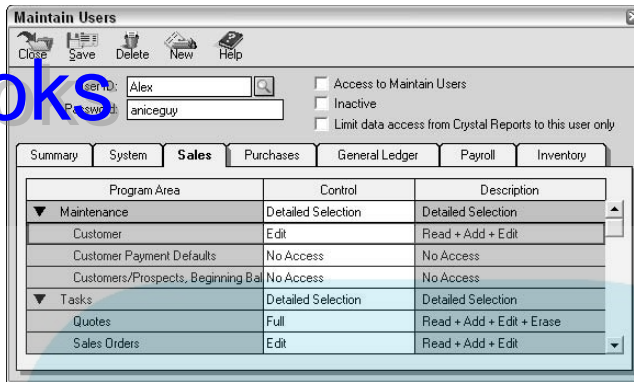 Maintain Users
Close Save Delete New Help
oks
User ID: Alex
Password: aniceguy
Access to Maintain Users
Inactive
Limit data access from Crystal Reports to this user only
Summary System Sales Purchases General Ledger Payroll Inventory
Program Area Control Description
Maintenance Detailed Selection Detailed Selection
Customer Edit Read + Add + Edit
Customer Payment Defaults No Access No Access
Customers/Prospects, Beginning Bal No Access No Access
Tasks Detailed Selection Detailed Selection
Quotes Full Read + Add + Edit + Erase
Sales Orders Edit Read + Add + Edit